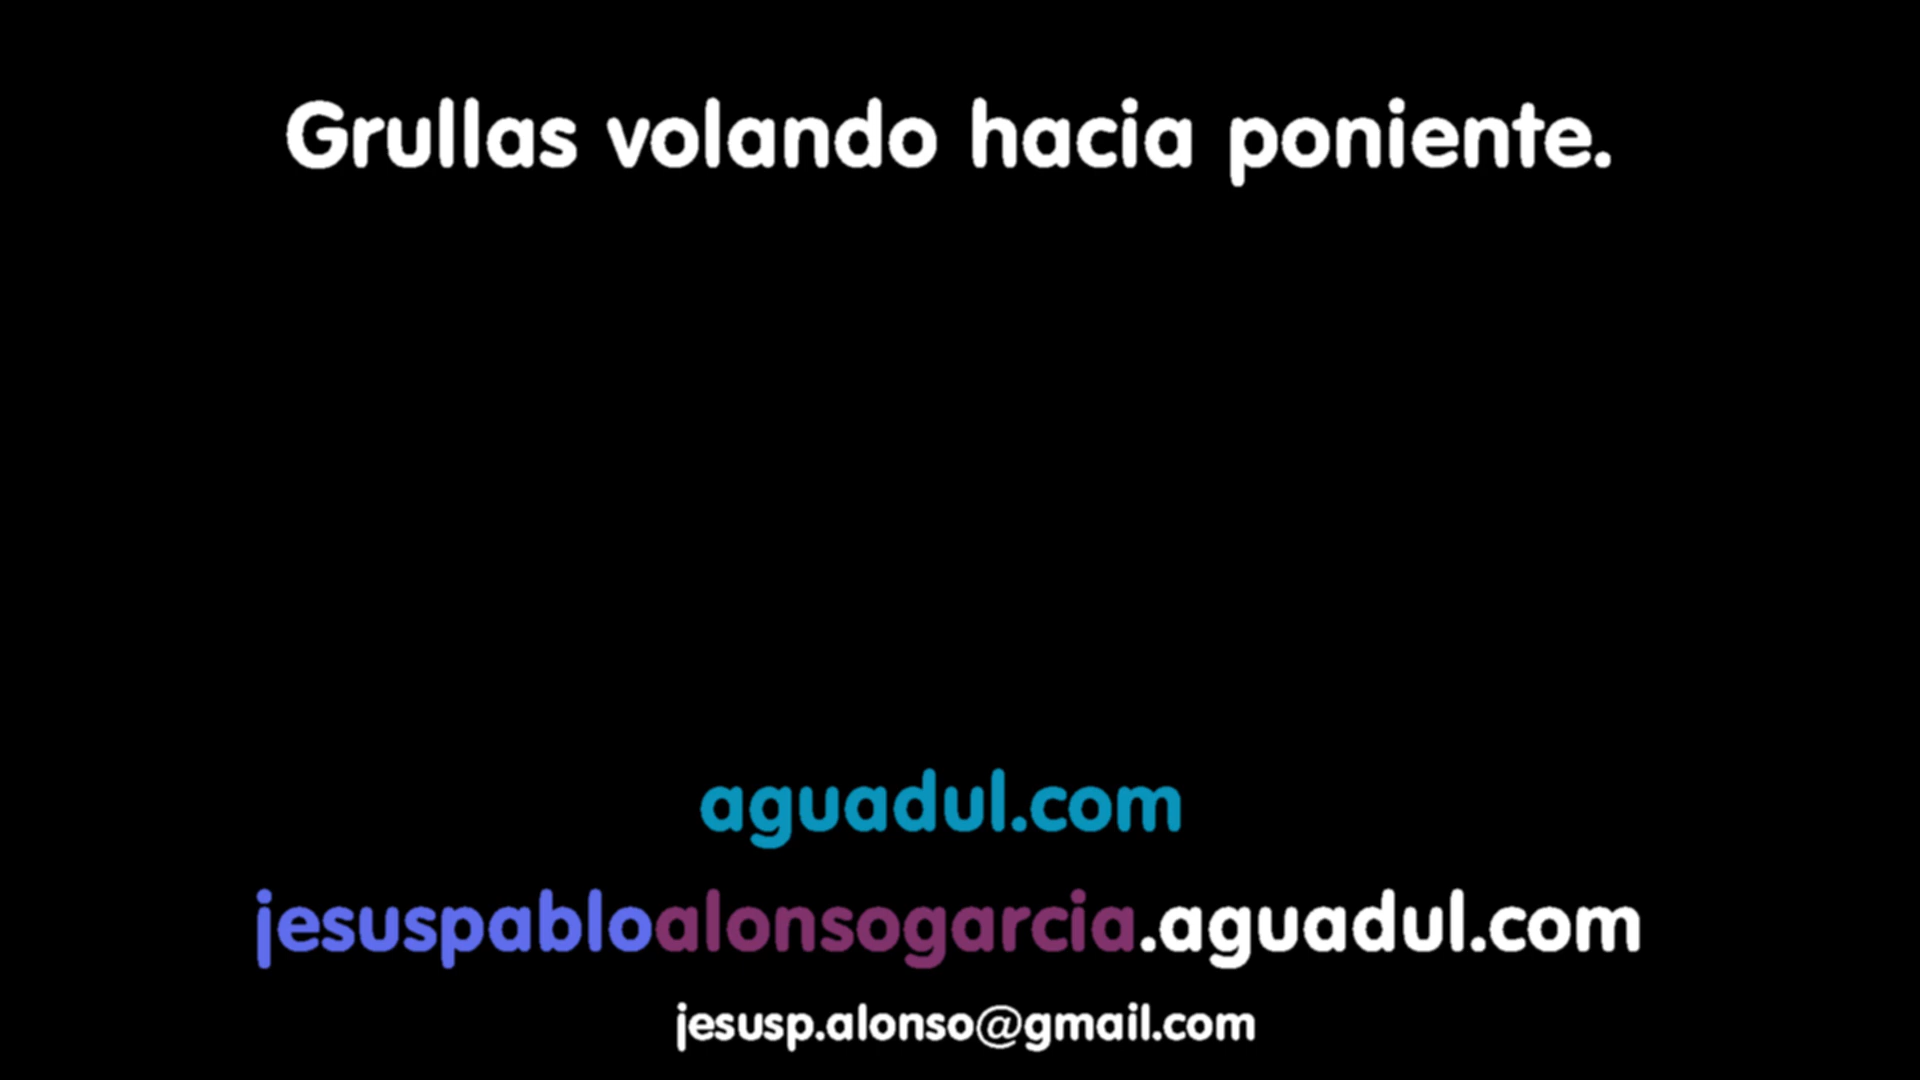 Grullas volando hacia poniente.
aguadul.com
jesuspabloalonsogarcia.aguadul.com
jesusp.alonso@gmail.com